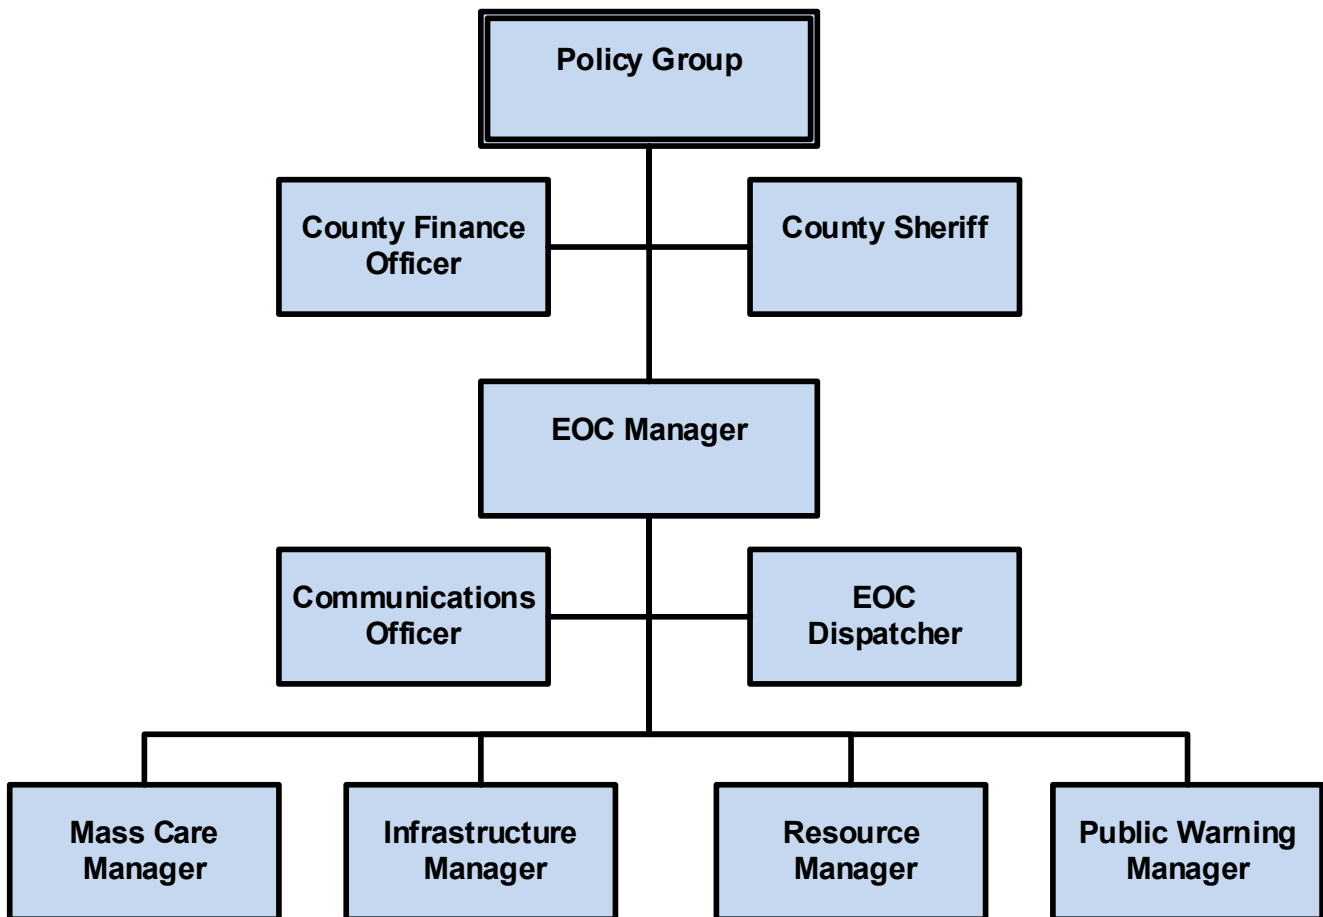 Policy Group
County Finance
Officer
County Sheriff
EOC Manager
Communications
Officer
EOC
Dispatcher
Mass Care
Manager
Infrastructure
Manager
Resource
Manager
Public Warning
Manager